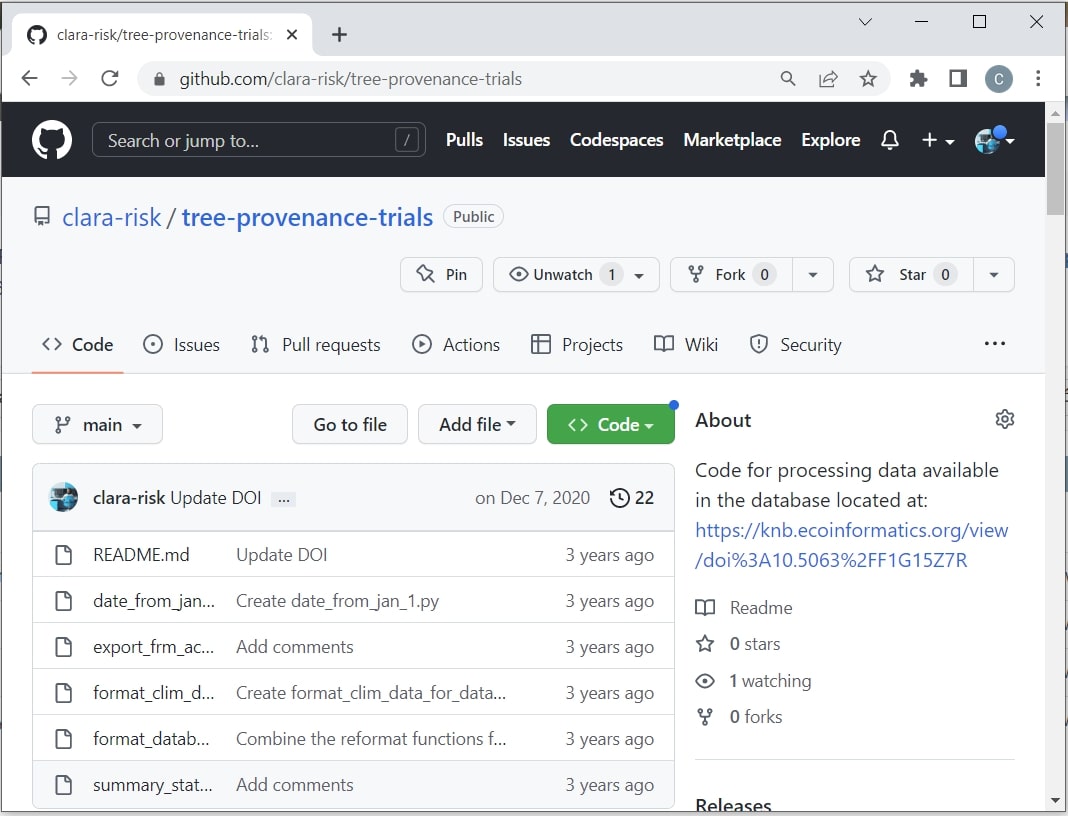 clara-risk/tree-provenance-trials:
github.com/clara-risk/tree-provenance-trials
C
Search or jump to...
/
Pulls Issues Codespaces Marketplace Explore
clara-risk / tree-provenance-trials Public
Pin Unwatch 1 Fork 0 Star 0
Code Issues Pull requests Actions Projects Wiki Security ...
main Go to file Add file Code
clara-risk Update DOI ... on Dec 7, 2020 22
README.md Update DOI 3 years ago
date_from_jan... Create date_from_jan_1.py 3 years ago
export_frm_ac... Add comments 3 years ago
format_clim_d... Create format_clim_data_for_data... 3 years ago
format_datab... Combine the reformat functions f... 3 years ago
summary_stat... Add comments 3 years ago
About
Code for processing data available
in the database located at:
https://knb.ecoinformatics.org/view
/doi%3A10.5063%2FF1G15Z7R
Readme
0 stars
1 watching
0 forks
Releases